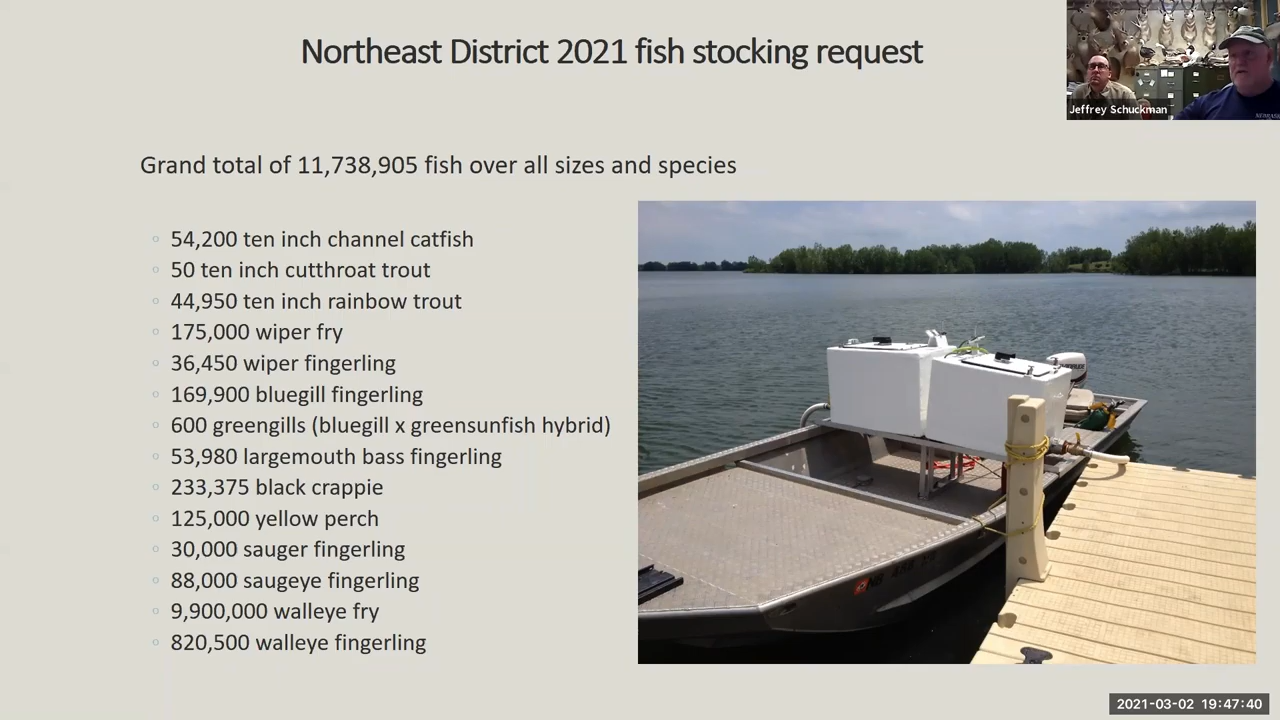 Northeast District 2021 fish stocking request
Jeffrey Schuckman
Grand total of 11,738,905 fish over all sizes and species
54,200 ten inch channel catfish
50 ten inch cutthroat trout
44,950 ten inch rainbow trout
175,000 wiper fry
36,450 wiper fingerling
169,900 bluegill fingerling
600 greengills (bluegill x greensunfish hybrid)
53,980 largemouth bass fingerling
233,375 black crappie
125,000 yellow perch
30,000 sauger fingerling
88,000 saugeye fingerling
9,900,000 walleye fry
820,500 walleye fingerling
2021-03-02 19:47:40